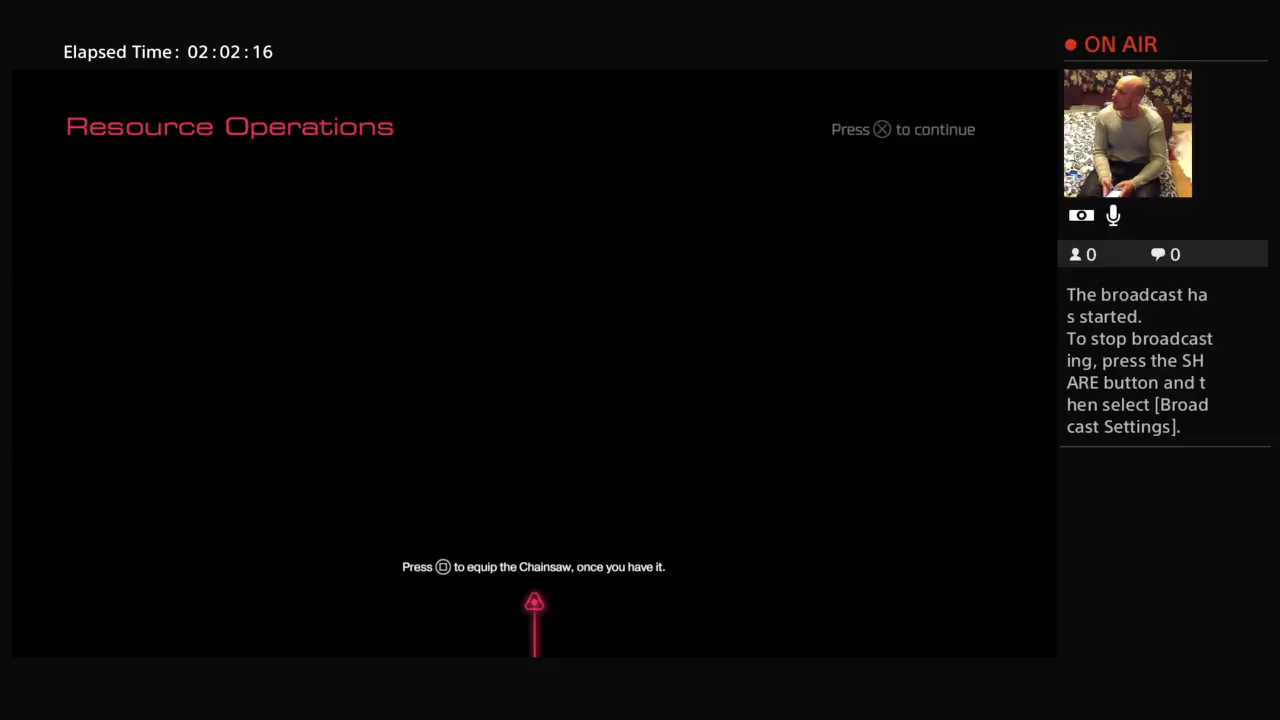 Elapsed Time: 02:02:16
ON AIR
Resource Operations
Press ⓧ to continue
0
0
The broadcast ha
s started.
To stop broadcast
ing, press the SH
ARE button and t
hen select [Broad
cast Settings].
Press to equip the Chainsaw, once you have it.